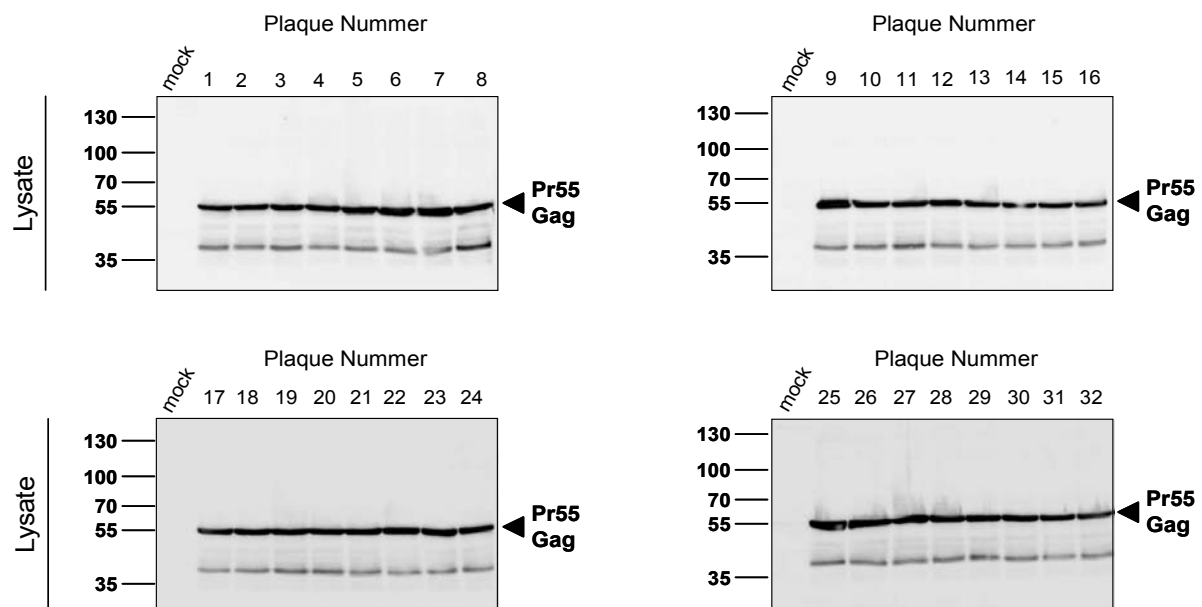 Plaque Nummer
mock 1 2 3 4 5 6 7 8
Lysate
130
100
70
55
35
Pr55
Gag
Plaque Nummer
mock 9 10 11 12 13 14 15 16
130
100
70
55
35
Pr55
Gag
Plaque Nummer
mock 17 18 19 20 21 22 23 24
Lysate
130
100
70
55
35
Pr55
Gag
Plaque Nummer
mock 25 26 27 28 29 30 31 32
130
100
70
55
35
Pr55
Gag